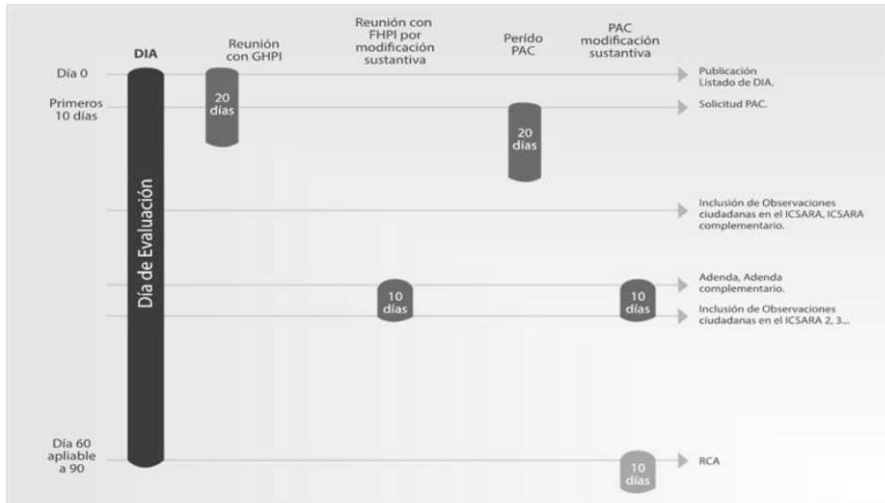 DIA
Reunión
con GHPI
Reunión con
FHPI por
modificación
sustantiva
Perído
PAC
PAC
modificación
sustantiva
Día 0
Publicación
Listado de DIA.
Primeros
10 días
20
días
Solicitud PAC.
20
días
Día de Evaluación
Inclusión de Observaciones
ciudadanas en el ICSARA, ICSARA
complementario.
Adenda, Adenda
complementario.
10
días
10
días
Inclusión de Observaciones
ciudadanas en el ICSARA 2, 3...
Día 60
apliable
a 90
RCA
10
días